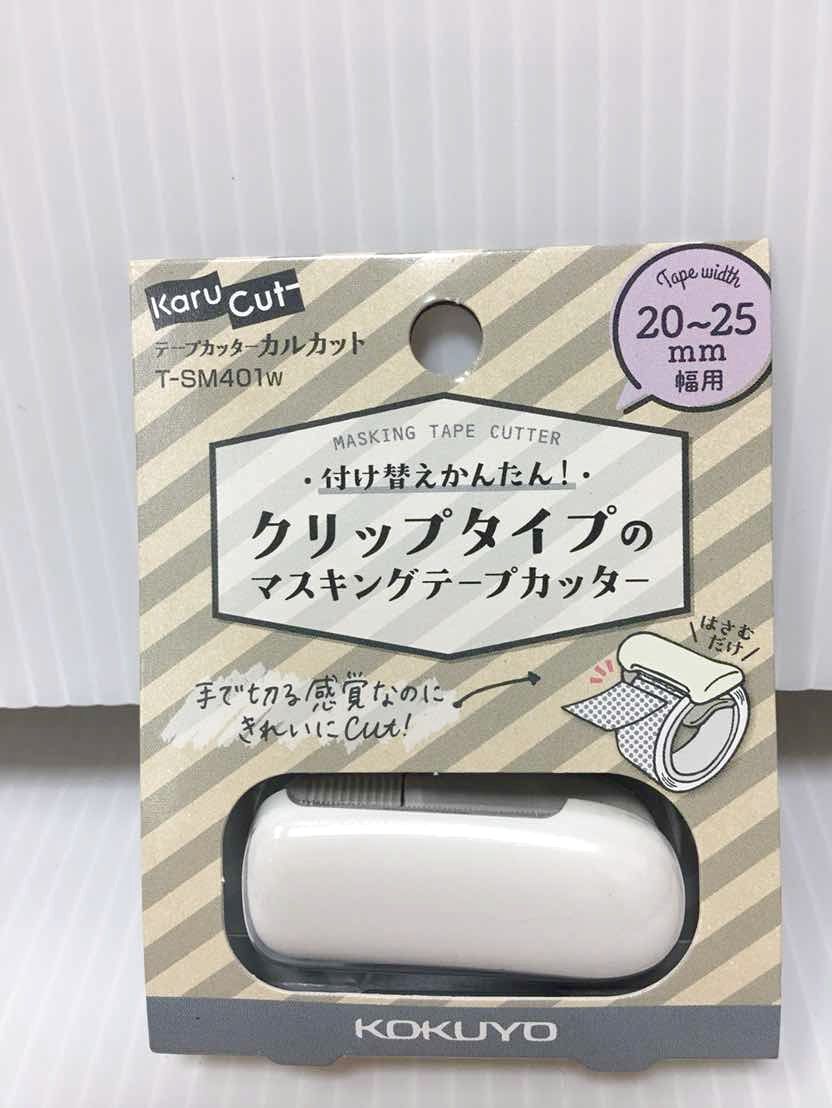 Karu Cut
テープカッターカルカット
T-SM401W
Tape width
20~25
mm
幅用
MASKING TAPE CUTTER
・付け替えかんたん!・
クリップタイプの
マスキングテープカッター
\はさむ
だけ/
手で切る感覚なのに
きれいにcut!
KOKUYO